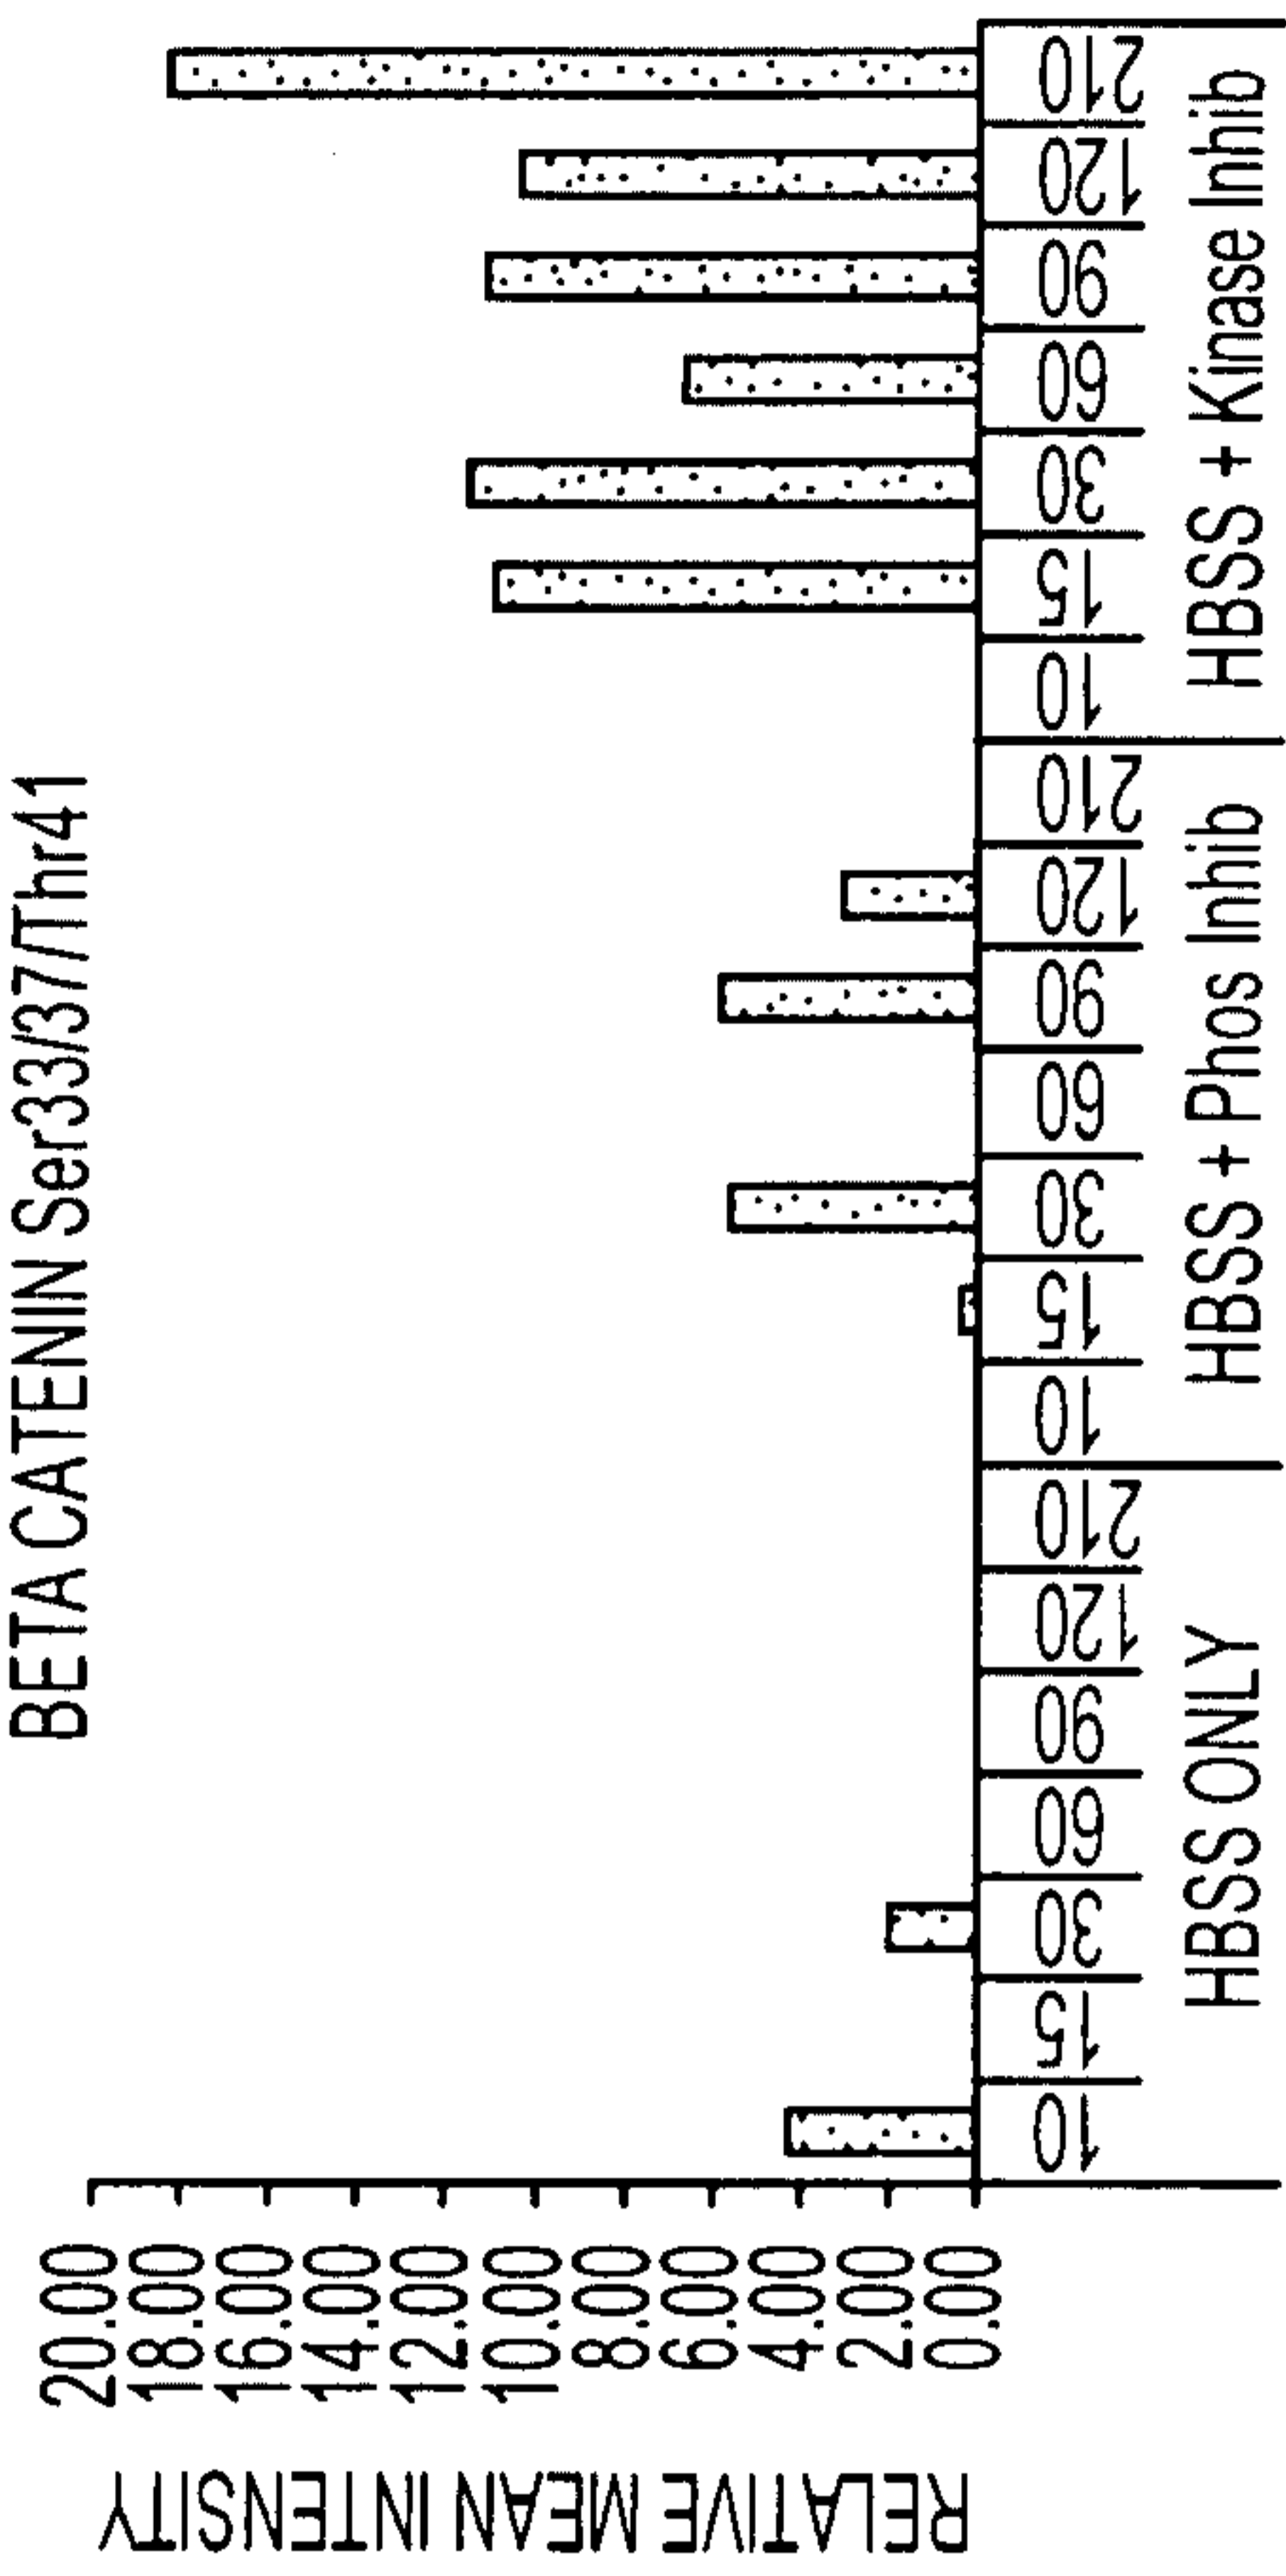 BETA CATENIN Ser33/37/Thr41
RELATIVE MEAN INTENSITY
20.00
18.00
16.00
14.00
12.00
10.00
8.00
6.00
4.00
2.00
0.00
10 15 30 60 90 120 210 10 15 30 60 90 120 210 10 15 30 60 90 120 210
HBSS ONLY HBSS + Phos Inhib HBSS + Kinase Inhib